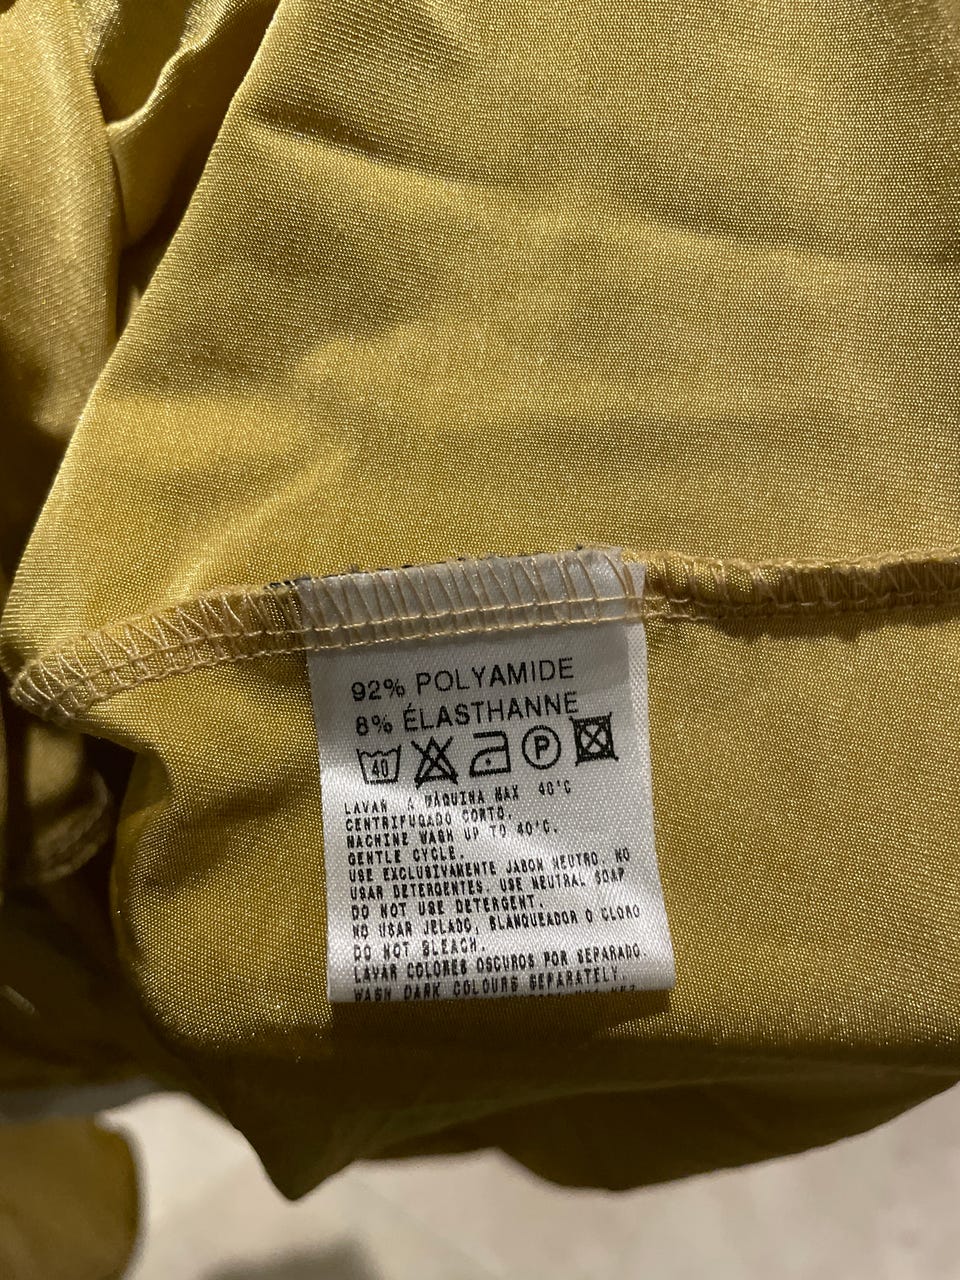 92% POLYAMIDE
8% ÉLASTHANNE
40 P
LAVAR A MÁQUINA MAX 40°C
CENTRIFUGADO CORTO.
MACHINE WASH UP TO 40°C.
GENTLE CYCLE.
USE EXCLUSIVAMENTE JABON NEUTRO. NO
USAR DETERGENTES. USE NEUTRAL SOAP
DO NOT USE DETERGENT.
NO USAR JELADO, BLANQUEADOR O CLORO
DO NOT BLEACH.
LAVAR COLORES OSCUROS POR SEPARADO.
WASH DARK COLOURS SEPARATELY.